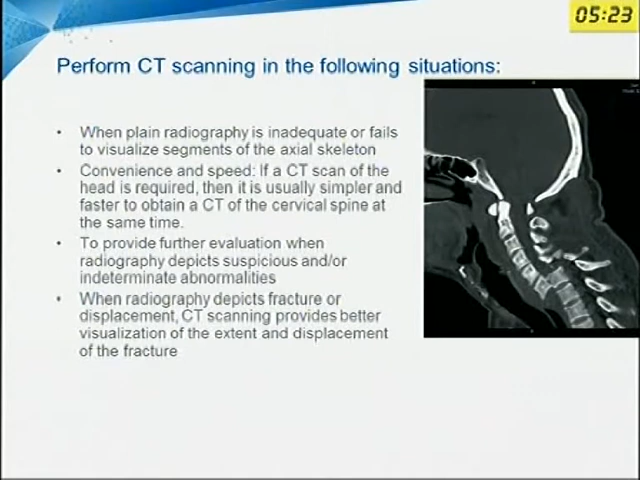 05:23
Perform CT scanning in the following situations:
• When plain radiography is inadequate or fails
to visualize segments of the axial skeleton
• Convenience and speed: If a CT scan of the
head is required, then it is usually simpler and
faster to obtain a CT of the cervical spine at
the same time.
• To provide further evaluation when
radiography depicts suspicious and/or
indeterminate abnormalities
• When radiography depicts fracture or
displacement, CT scanning provides better
visualization of the extent and displacement
of the fracture